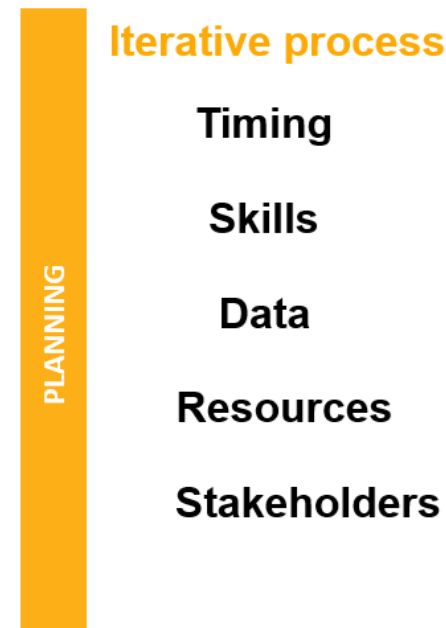 Iterative process
Timing
Skills
Data
Resources
Stakeholders
PLANNING